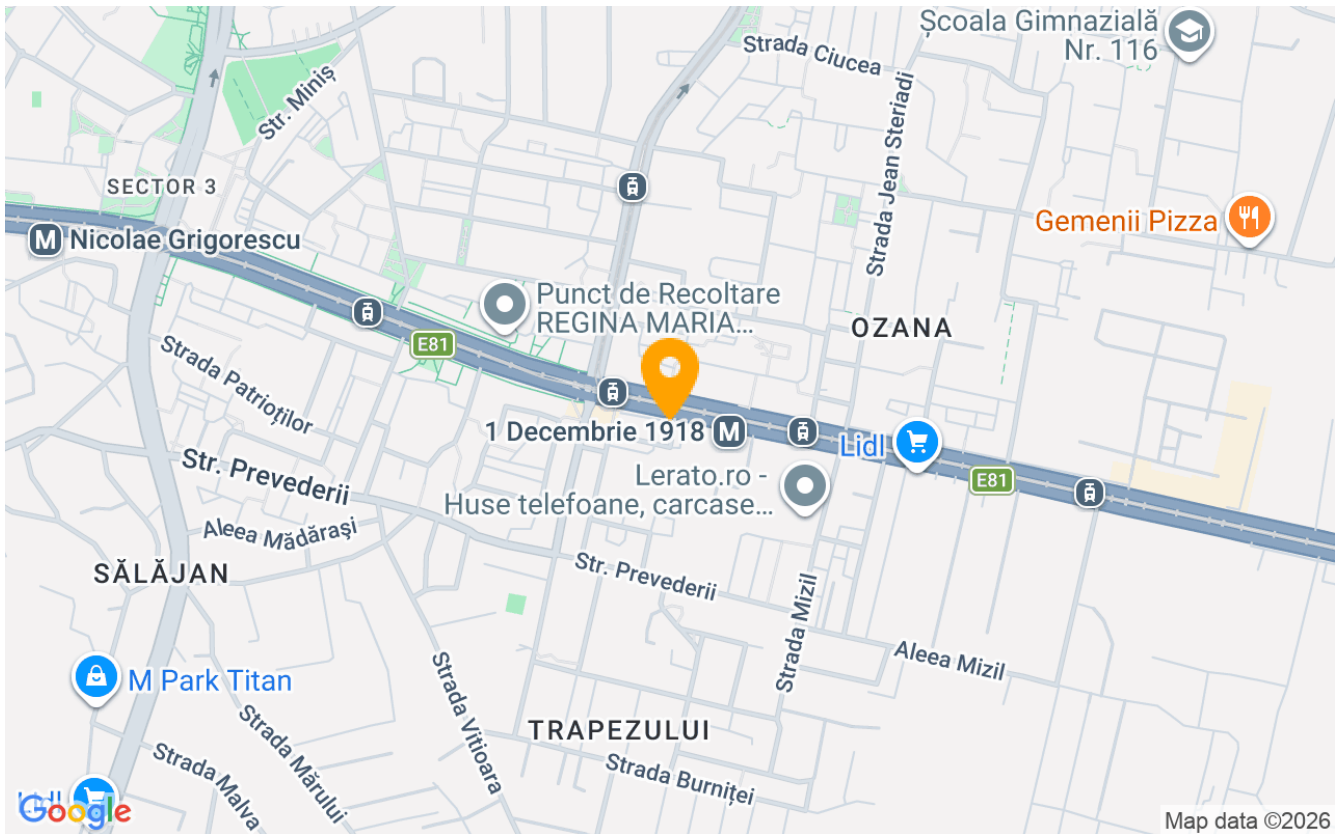 Școala Gimnazială
Nr. 116
Strada Ciucea
Str. Miniș
Strada Jean Steriadi
SECTOR 3
Gemenii Pizza
M Nicolae Grigorescu
Punct de Recoltare
REGINA MARIA...
OZANA
E81
Strada Patrioților
1 Decembrie 1918 M
Lidl
Str. Prevederii
Lerato.ro -
Huse telefoane, carcase...
E81
Aleea Mădărași
SĂLĂJAN
Str. Prevederii
Strada Mizil
Aleea Mizil
M Park Titan
Strada Vitioara
TRAPEZULUI
Strada Mărului
Strada Malva
Strada Burniței
Lidl
Google
Map data ©2026